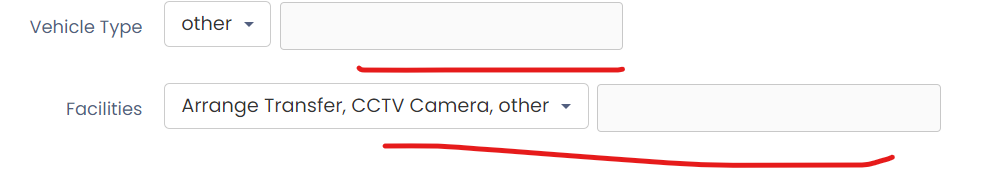 Vehicle Type other
Facilities Arrange Transfer, CCTV Camera, other